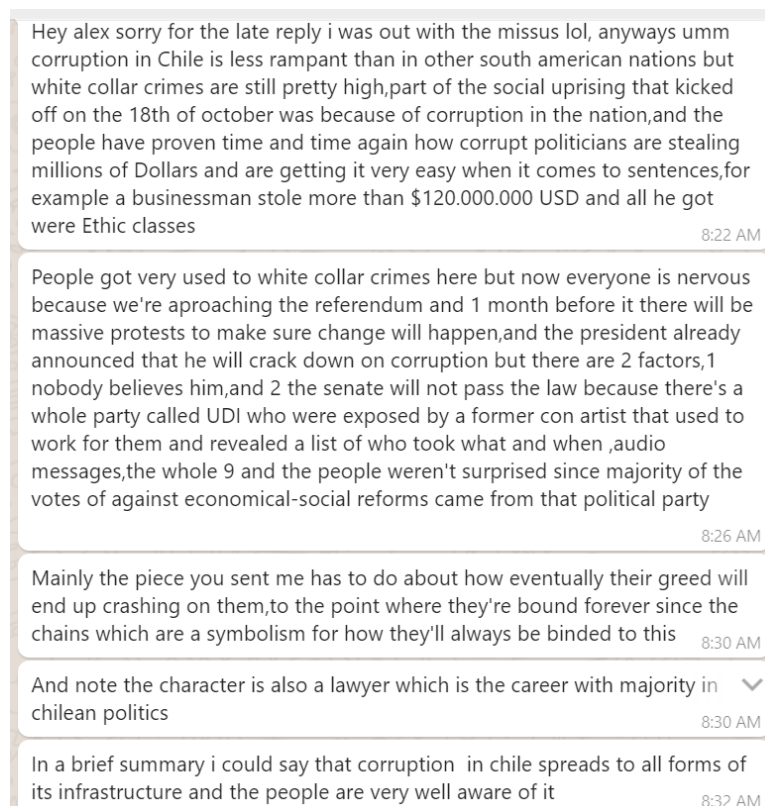 Hey alex sorry for the late reply i was out with the missus lol, anyways umm
corruption in Chile is less rampant than in other south american nations but
white collar crimes are still pretty high,part of the social uprising that kicked
off on the 18th of october was because of corruption in the nation,and the
people have proven time and time again how corrupt politicians are stealing
millions of Dollars and are getting it very easy when it comes to sentences,for
example a businessman stole more than $120.000.000 USD and all he got
were Ethic classes
8:22 AM
People got very used to white collar crimes here but now everyone is nervous
because we're aproaching the referendum and 1 month before it there will be
massive protests to make sure change will happen,and the president already
announced that he will crack down on corruption but there are 2 factors,1
nobody believes him,and 2 the senate will not pass the law because there's a
whole party called UDI who were exposed by a former con artist that used to
work for them and revealed a list of who took what and when ,audio
messages,the whole 9 and the people weren't surprised since majority of the
votes of against economical-social reforms came from that political party
8:26 AM
Mainly the piece you sent me has to do about how eventually their greed will
end up crashing on them,to the point where they're bound forever since the
chains which are a symbolism for how they'll always be binded to this
8:30 AM
And note the character is also a lawyer which is the career with majority in
chilean politics
8:30 AM
In a brief summary i could say that corruption in chile spreads to all forms of
its infrastructure and the people are very well aware of it
8:32 AM